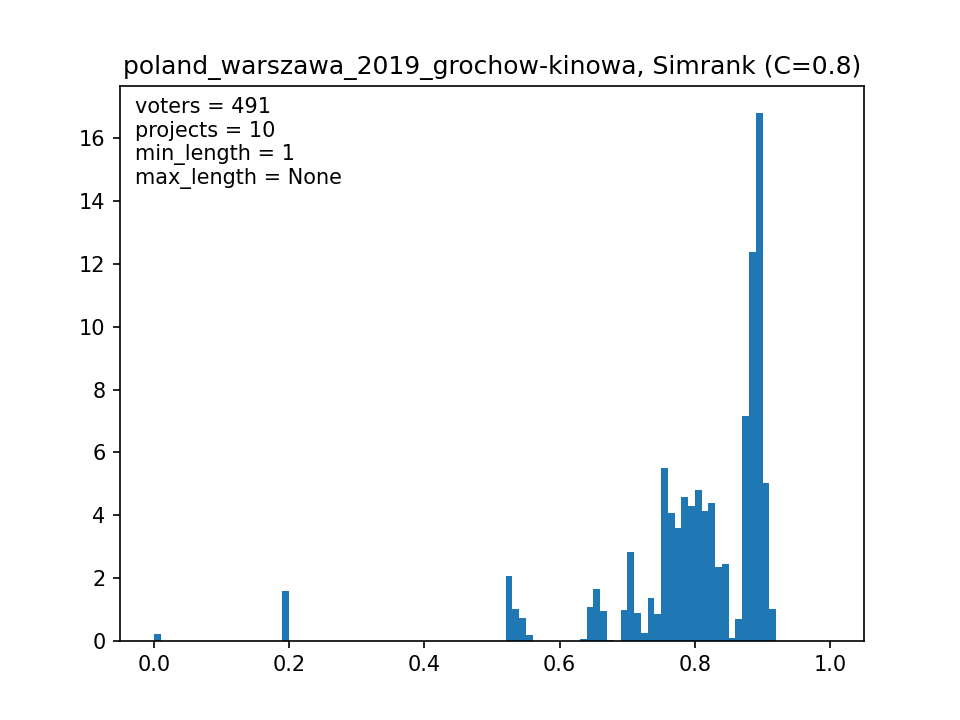 poland_warszawa_2019_grochow-kinowa, Simrank (C=0.8)
voters = 491
projects = 10
min_length = 1
max_length = None
16
14
12
10
8
6
4
2
0
0.0 0.2 0.4 0.6 0.8 1.0